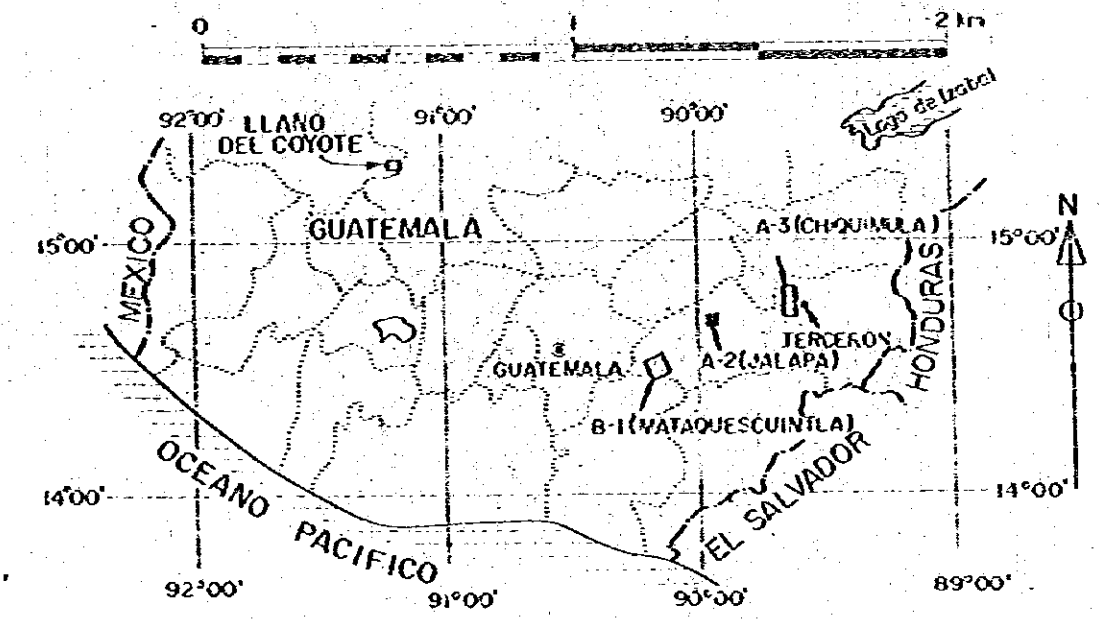 0 1 2 km
Lago de Izabal
92°00' 91°00' 90°00'
LLANO
DEL COYOTE
N
GUATEMALA
A-3(CHIQUIMULA)
15°00' 15°00'
MEXICO
HONDURAS
TERCERON
GUATEMALA
A-2(JALAPA)
B-1(MATAQUESCUINTLA)
OCEANO PACIFICO
EL SALVADOR
14°00' 14°00'
92°00' 91°00' 90°00' 89°00'